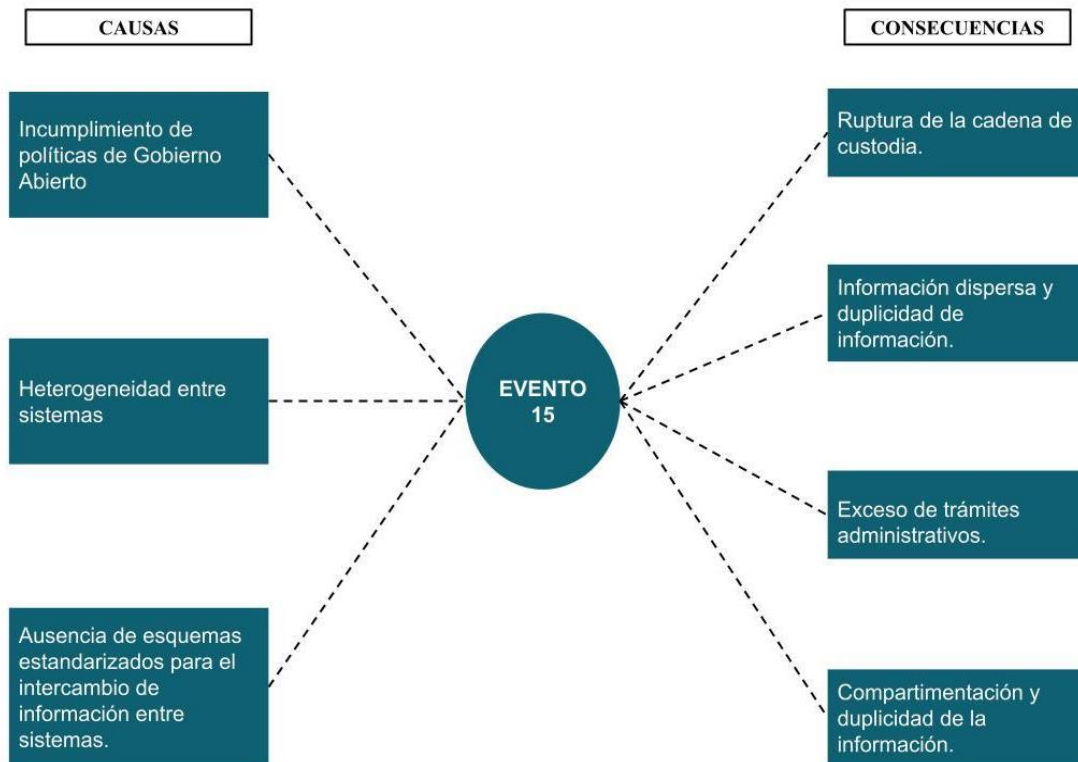 CAUSAS
Incumplimiento de
políticas de Gobierno
Abierto
Heterogeneidad entre
sistemas
Ausencia de esquemas
estandarizados para el
intercambio de
información entre
sistemas.
EVENTO
15
CONSECUENCIAS
Ruptura de la cadena de
custodia.
Información dispersa y
duplicidad de
información.
Exceso de trámites
administrativos.
Compartimentación y
duplicidad de la
información.